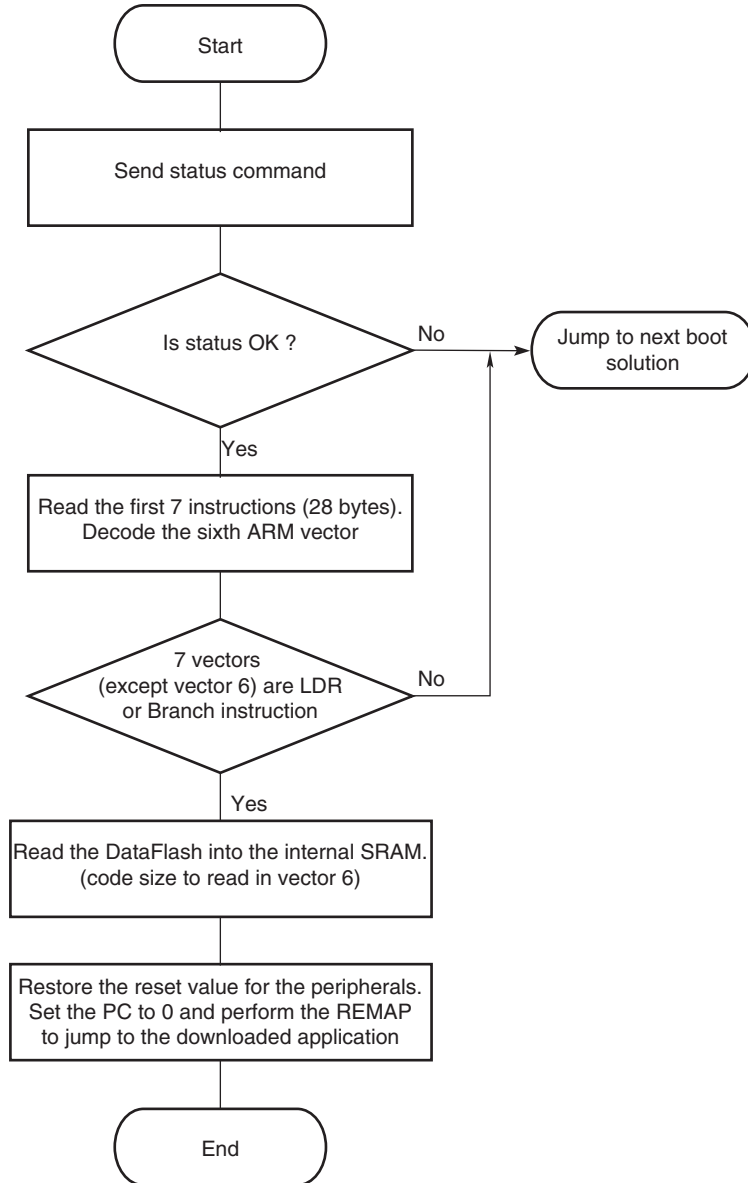 Start
Send status command
Is status OK ?
No
Jump to next boot
solution
Yes
Read the first 7 instructions (28 bytes).
Decode the sixth ARM vector
7 vectors
(except vector 6) are LDR
or Branch instruction
No
Yes
Read the DataFlash into the internal SRAM.
(code size to read in vector 6)
Restore the reset value for the peripherals.
Set the PC to 0 and perform the REMAP
to jump to the downloaded application
End